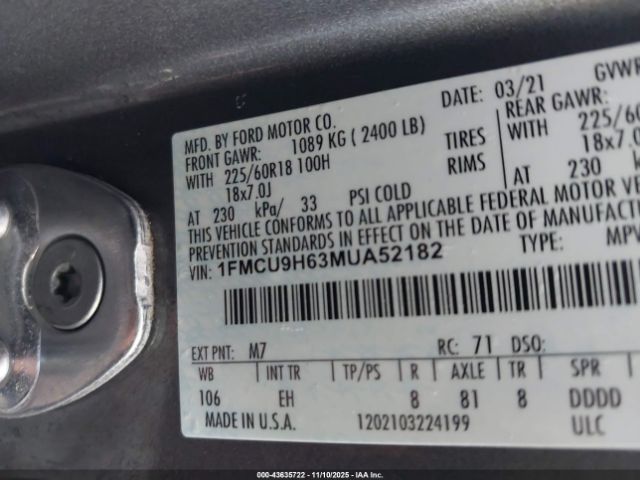 DATE: 03/21 GVWR
MFD. BY FORD MOTOR CO.
FRONT GAWR: 1089 KG ( 2400 LB) REAR GAWR:
WITH 225/60R18 100H TIRES WITH 225/60
18x7.0J RIMS 18x7.
AT 230 kPa/ 33 PSI COLD AT 230
THIS VEHICLE CONFORMS TO ALL APPLICABLE FEDERAL MOTOR VE
PREVENTION STANDARDS IN EFFECT ON THE DATE OF MANUFACTUR
VIN: 1FMCU9H63MUA52182 TYPE: MPV
EXT PNT: M7 RC: 71 DSO:
WB INT TR TP/PS R AXLE TR SPR
106 EH 8 81 8 DDDD
MADE IN U.S.A. 1202103224199 ULC
000-43635722 — 11/10/2025 — IAAI.COM